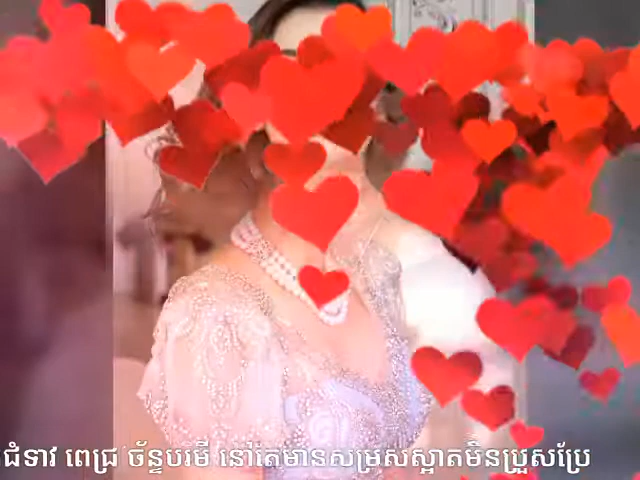 ជំទាវ ពេជ្រ ច័ន្ទបរមី នៅតែមានសម្រស់ស្អាតមិនប្រួសប្រែ